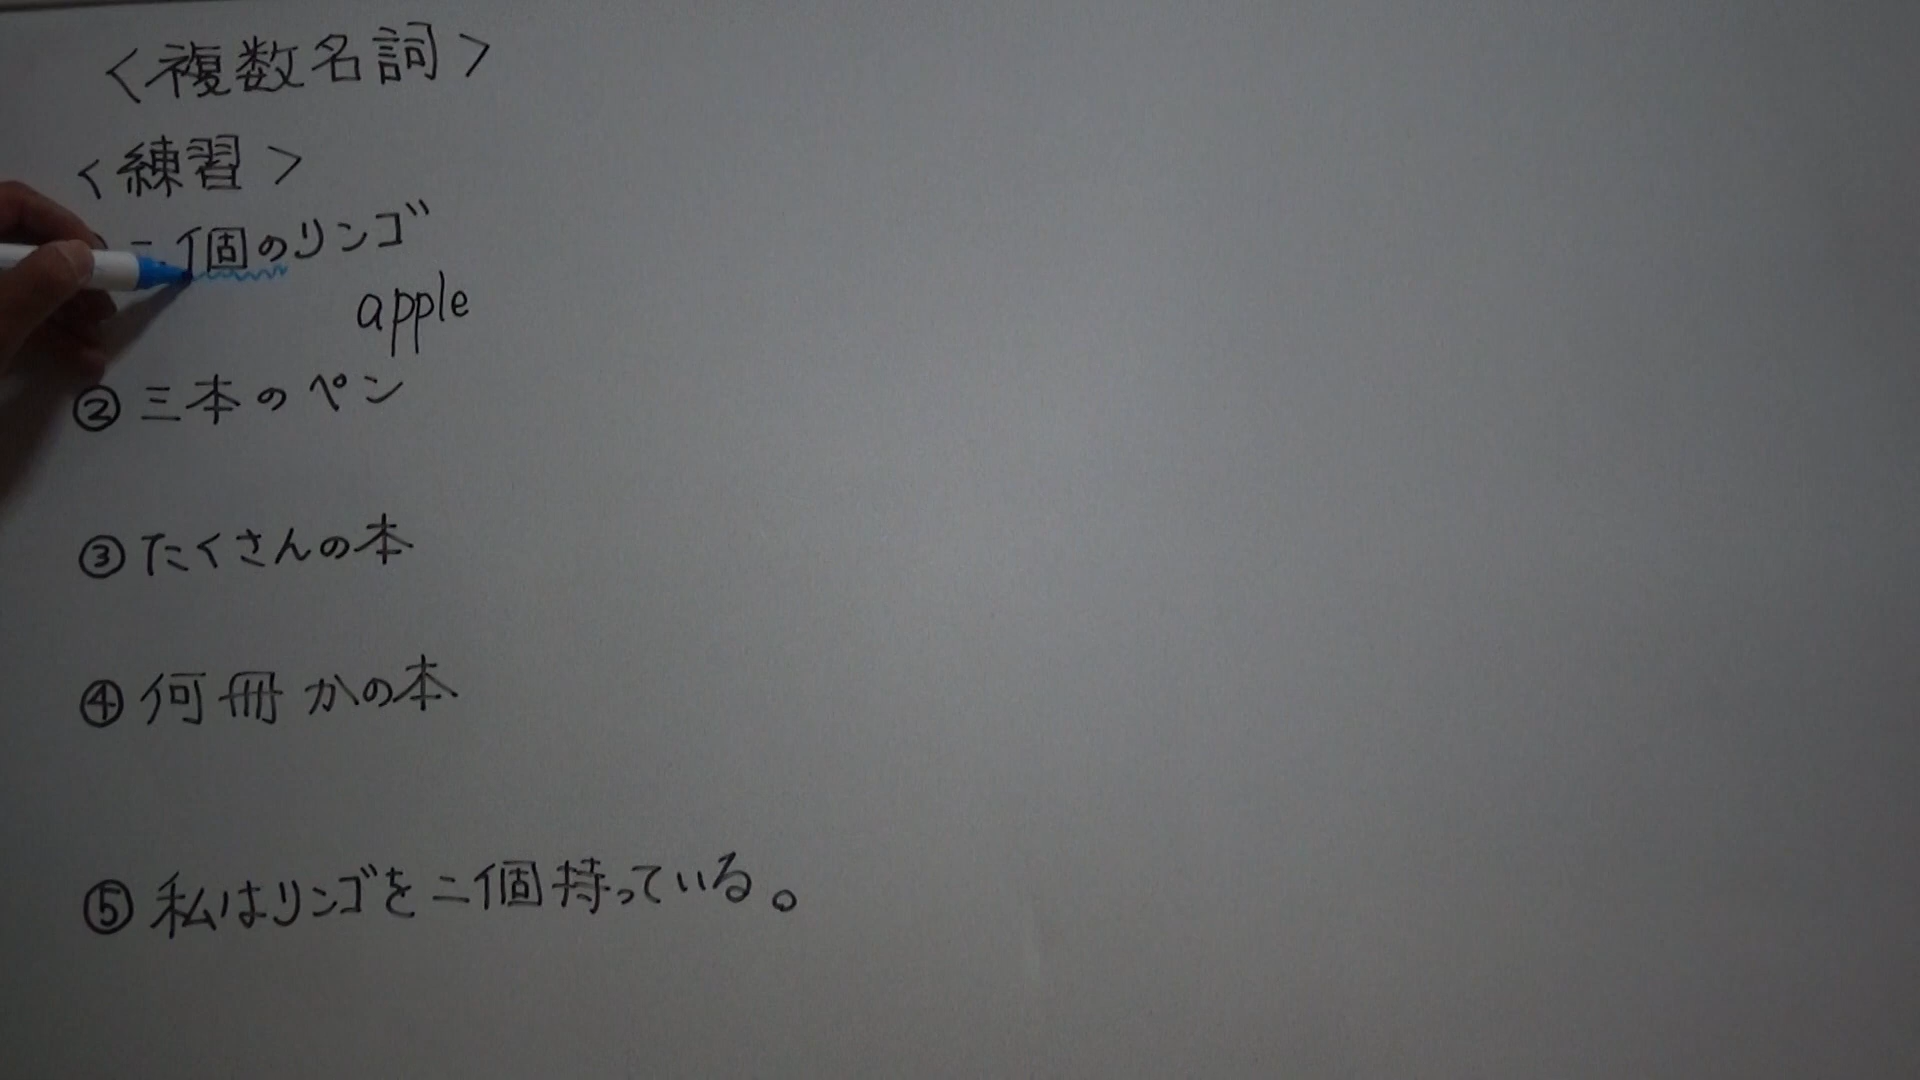 <複数名詞>
<練習>
二個のリンゴ
apple
② 三本のペン
③ たくさんの本
④ 何冊かの本
⑤ 私はリンゴを二個持っている。